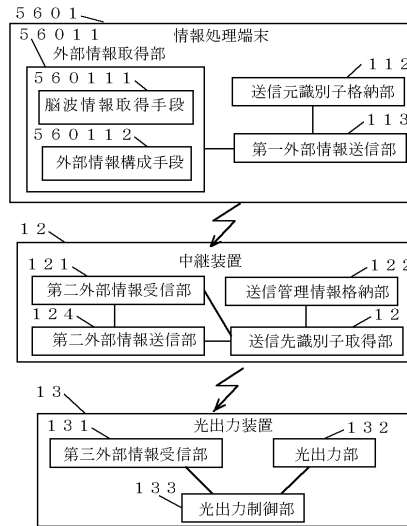 ５６０１
情報処理端末
５６０１１
外部情報取得部
５６０１１１
脳波情報取得手段
５６０１１２
外部情報構成手段
１１２
送信元識別子格納部
１１３
第一外部情報送信部
１２
中継装置
１２１
第二外部情報受信部
１２２
送信管理情報格納部
１２４
第二外部情報送信部
１２
送信先識別子取得部
１３
光出力装置
１３１
第三外部情報受信部
１３２
光出力部
１３３
光出力制御部